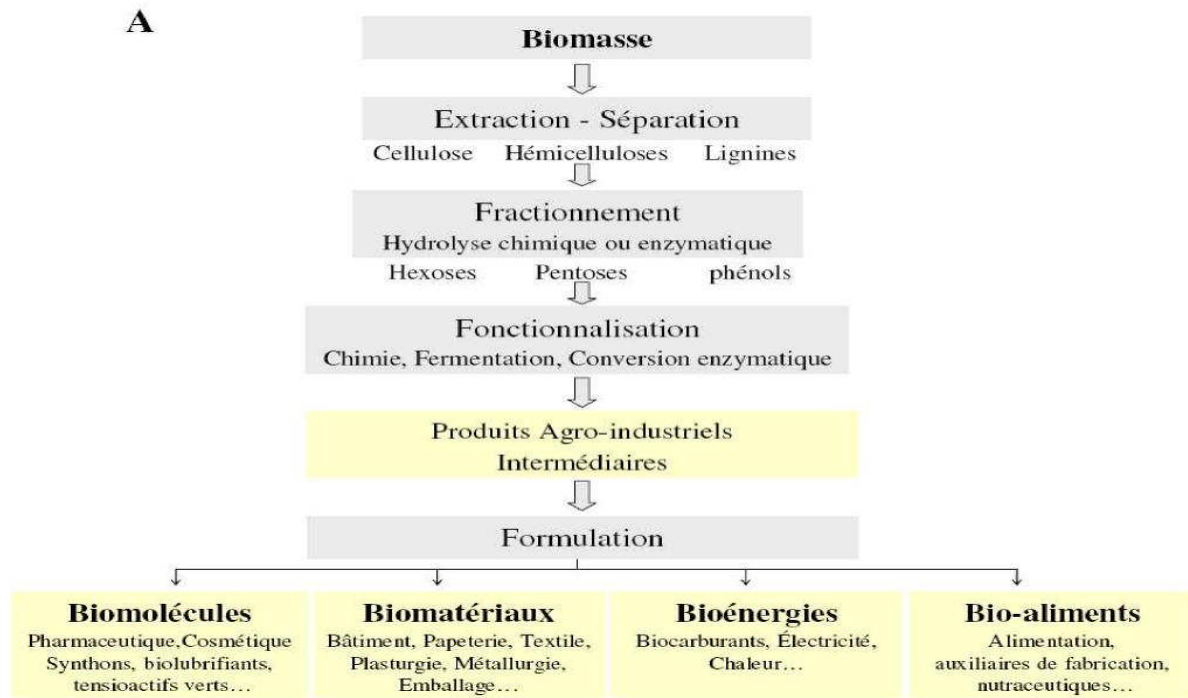 A
Biomasse
Extraction - Séparation
Cellulose Hémicelluloses Lignines
Fractionnement
Hydrolyse chimique ou enzymatique
Hexoses Pentoses phénols
Fonctionnalisation
Chimie, Fermentation, Conversion enzymatique
Produits Agro-industriels
Intermédiaires
Formulation
Biomolécules
Pharmaceutique,Cosmétique
Synthons, biolubrifiants,
tensioactifs verts…
Biomatériaux
Bâtiment, Papeterie, Textile,
Plasturgie, Métallurgie,
Emballage…
Bioénergies
Biocarburants, Électricité,
Chaleur…
Bio-aliments
Alimentation,
auxiliaires de fabrication,
nutraceutiques…